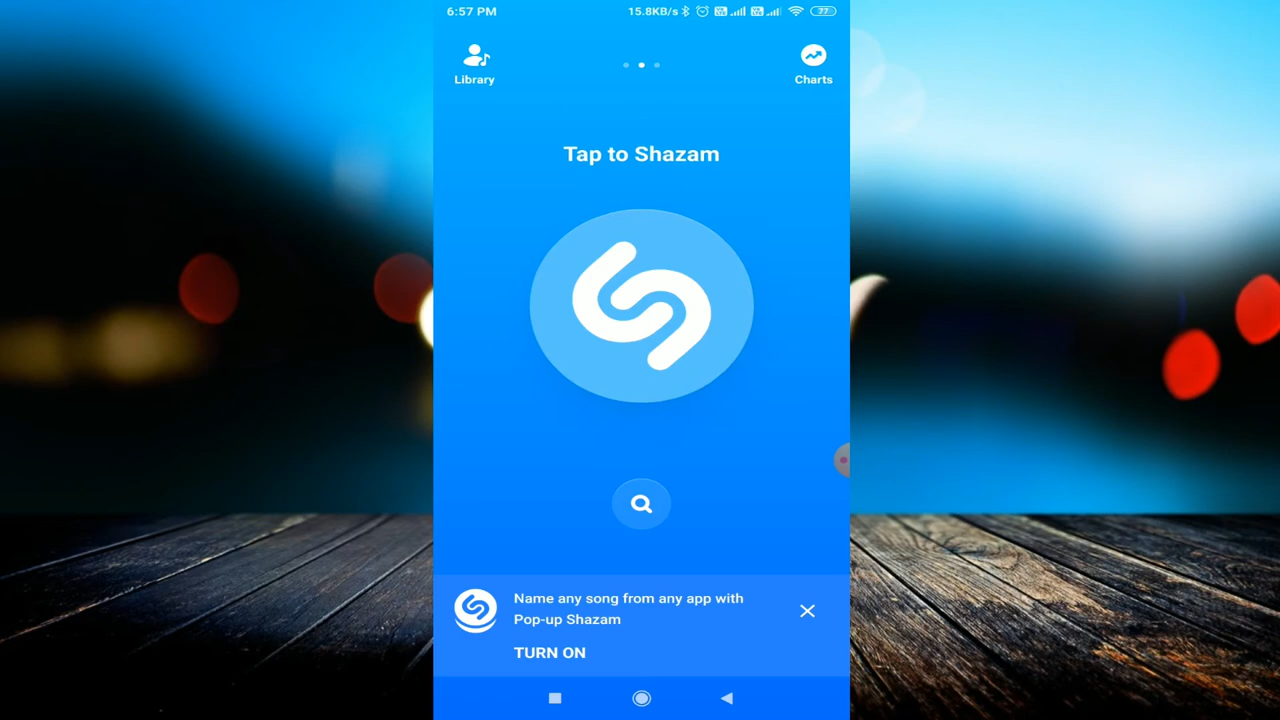 6:57 PM 15.8KB/s 77
Library
Charts
Tap to Shazam
Name any song from any app with
Pop-up Shazam
TURN ON